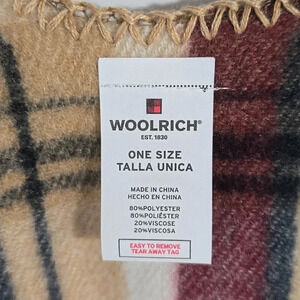 WOOLRICH®
EST. 1830
ONE SIZE
TALLA UNICA
MADE IN CHINA
HECHO EN CHINA
80%POLYESTER
80%POLIÉSTER
20%VISCOSE
20%VISCOSA
EASY TO REMOVE
TEAR AWAY TAG